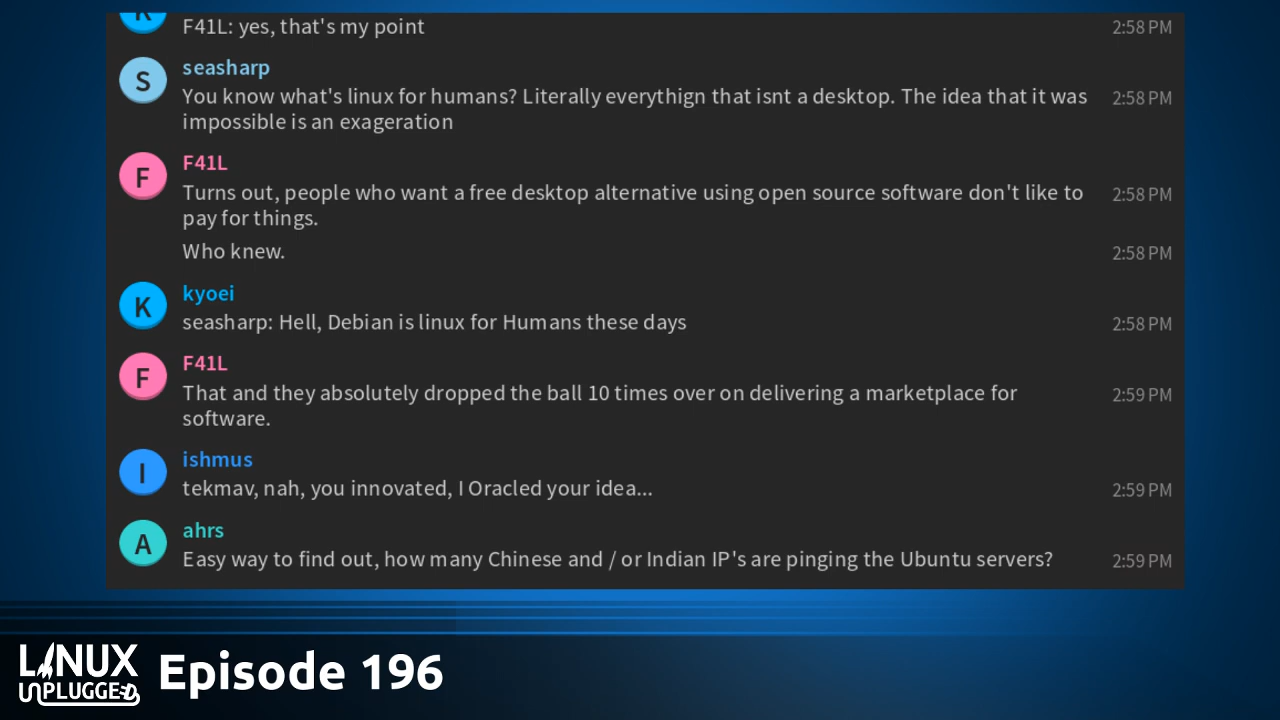 F41L: yes, that's my point
2:58 PM
S
seasharp
You know what's linux for humans? Literally everythign that isnt a desktop. The idea that it was
2:58 PM
impossible is an exageration
F
F41L
Turns out, people who want a free desktop alternative using open source software don't like to
2:58 PM
pay for things.
Who knew.
2:58 PM
K
kyoei
seasharp: Hell, Debian is linux for Humans these days
2:58 PM
F
F41L
That and they absolutely dropped the ball 10 times over on delivering a marketplace for
2:59 PM
software.
I
ishmus
tekmav, nah, you innovated, I Oracled your idea...
2:59 PM
A
ahrs
Easy way to find out, how many Chinese and / or Indian IP's are pinging the Ubuntu servers?
2:59 PM
LINUX
UNPLUGGED
Episode 196